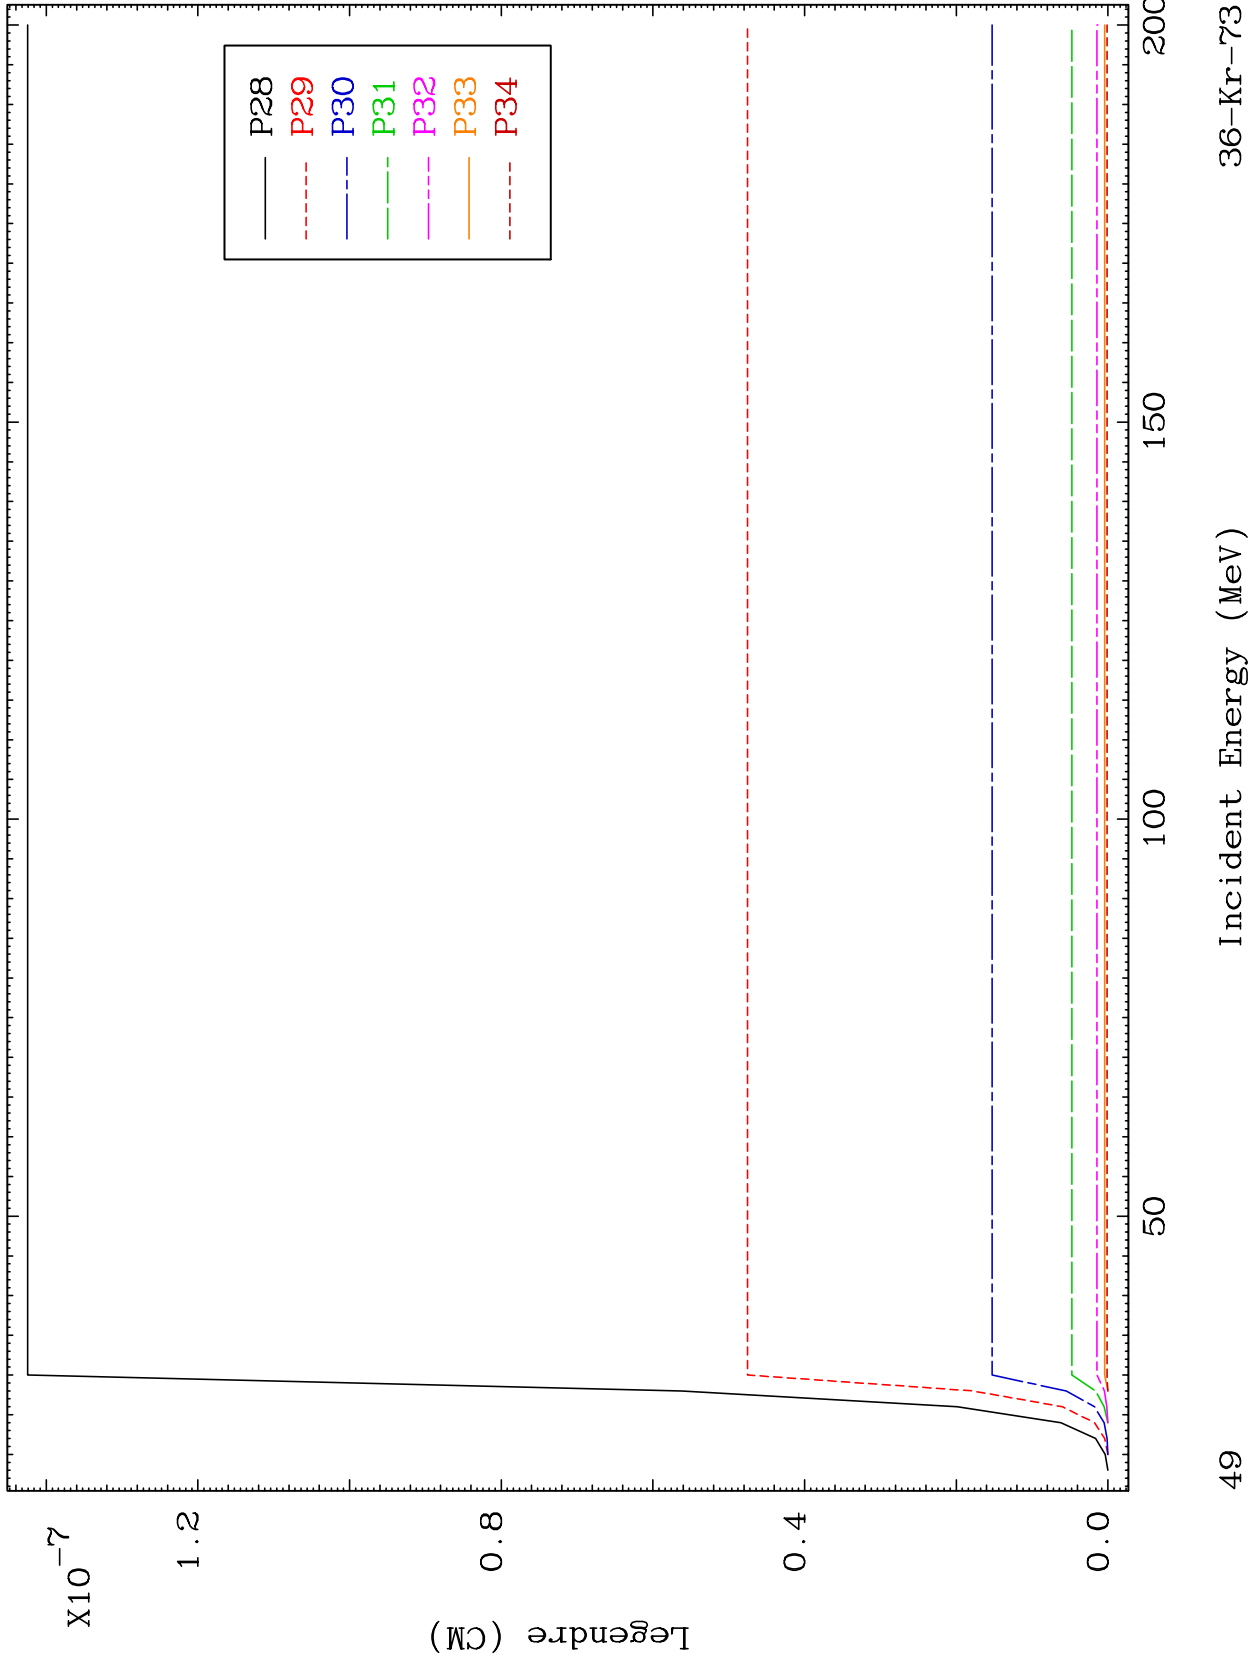 X10^-7
1.2
0.8
0.4
0.0
Legendre (CM)
P28
P29
P30
P31
P32
P33
P34
50
100
150
200
Incident Energy (MeV)
49
36-Kr-73